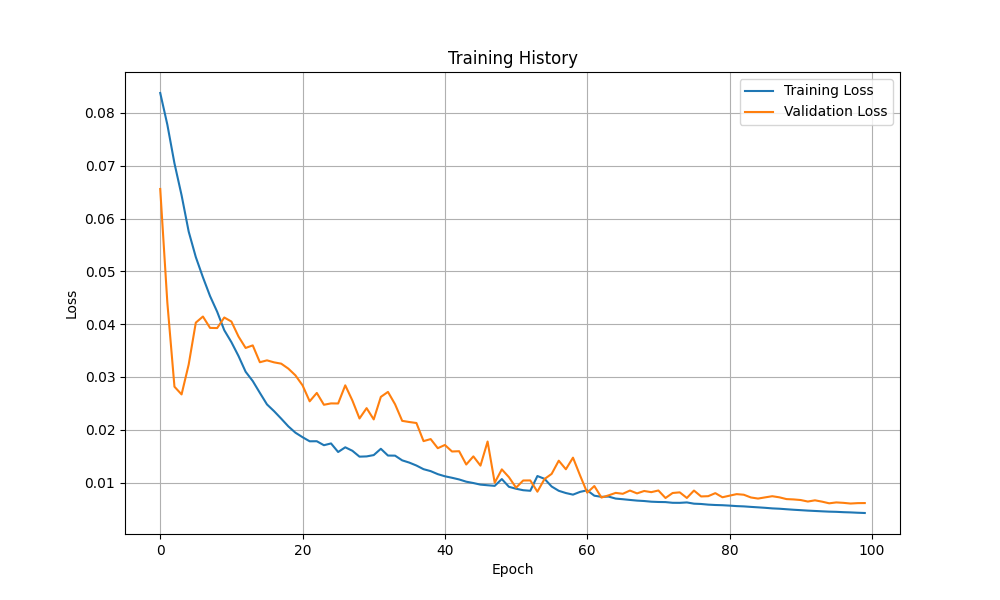 Training History
Training Loss
Validation Loss
0.08
0.07
0.06
0.05
0.04
0.03
0.02
0.01
Loss
0 20 40 60 80 100
Epoch